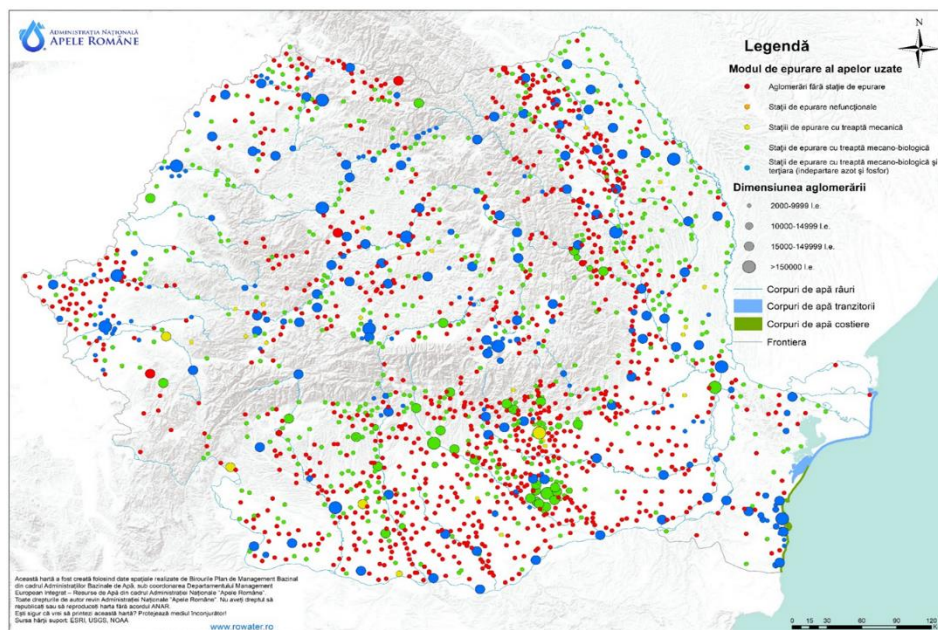 ADMINISTRAȚIA NAȚIONALĂ
APELE ROMÂNE
N
Legendă
Modul de epurare al apelor uzate
Aglomerări fără stație de epurare
Stații de epurare nefuncționale
Stații de epurare cu treaptă mecanică
Stații de epurare cu treaptă mecano-biologică
Stații de epurare cu treaptă mecano-biologică și
terțiara (indepartare azot și fosfor)
Dimensiunea aglomerării
2000-9999 l.e.
10000-14999 l.e.
15000-149999 l.e.
>150000 l.e.
Corpuri de apă râuri
Corpuri de apă tranzitorii
Corpuri de apă costiere
Frontiera
Această hartă a fost creată folosind date spațiale realizate de Birourile Plan de Management Bazinal
din cadrul Administrațiilor Bazinale de Apă, sub coordonarea Departamentului Management
European Integrat – Resurse de Apă din cadrul Administrației Naționale "Apele Române".
Toate drepturile de autor revin Administrației Naționale "Apele Române". Nu aveți dreptul să
republicați sau să reproduceți harta fără acordul ANAR.
Ești sigur că vrei să printezi această hartă? Protejează mediul înconjurător!
Sursa hărții suport: ESRI, USGS, NOAA
www.rowater.ro
0 15 30 60 90 120